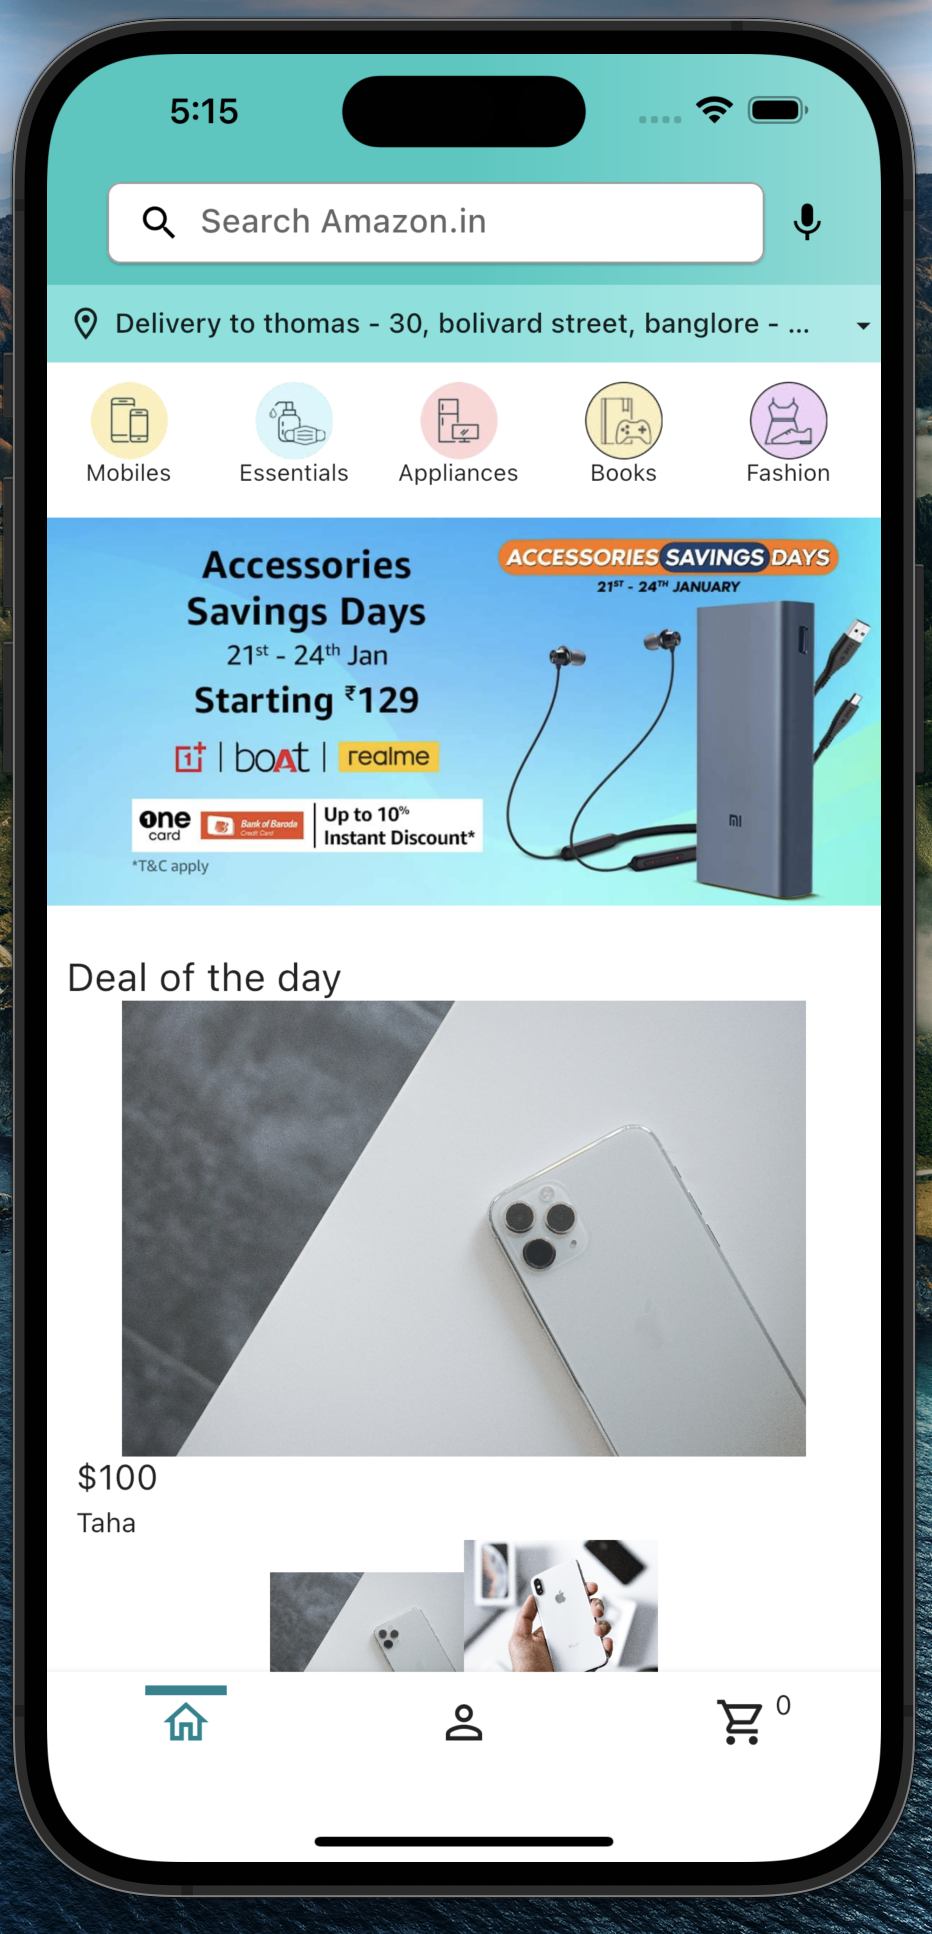 5:15
Search Amazon.in
Delivery to thomas - 30, bolivard street, banglore - ...
Mobiles
Essentials
Appliances
Books
Fashion
Accessories
Savings Days
21st - 24th Jan
Starting ₹129
1+ | boAt | realme
one
card
Bank of Baroda
Credit Card
Up to 10%
Instant Discount*
*T&C apply
ACCESSORIES SAVINGS DAYS
21ST - 24TH JANUARY
mi
Deal of the day
$100
Taha
0